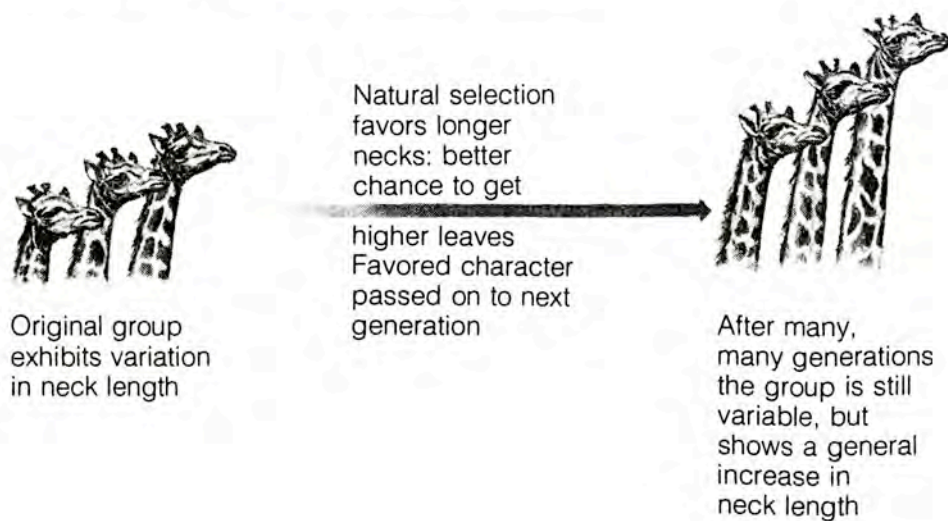 Original group
exhibits variation
in neck length
Natural selection
favors longer
necks: better
chance to get
higher leaves
Favored character
passed on to next
generation
After many,
many generations
the group is still
variable, but
shows a general
increase in
neck length